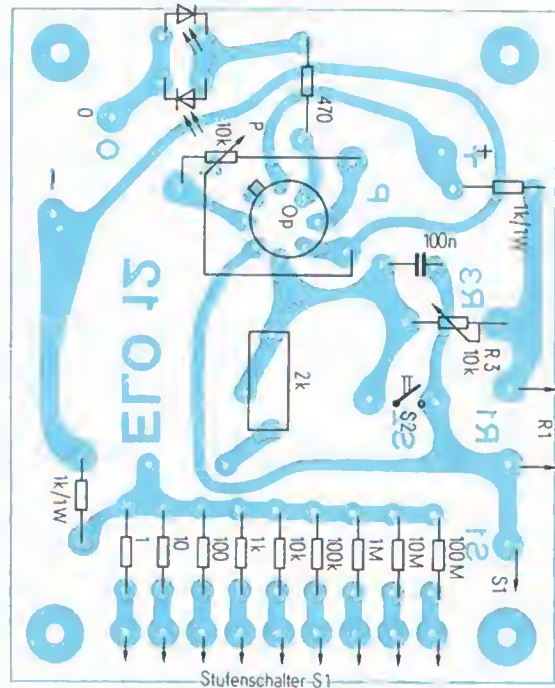 0
470
10k
P
Op
P
+
-
1k/1W
100n
R3
R3
10k
ELO 12
2k
S2
S2
R1
R1
1k/1W
1
10
100
1k
10k
100k
1M
10M
100M
S1
S1
Stufenschalter S1